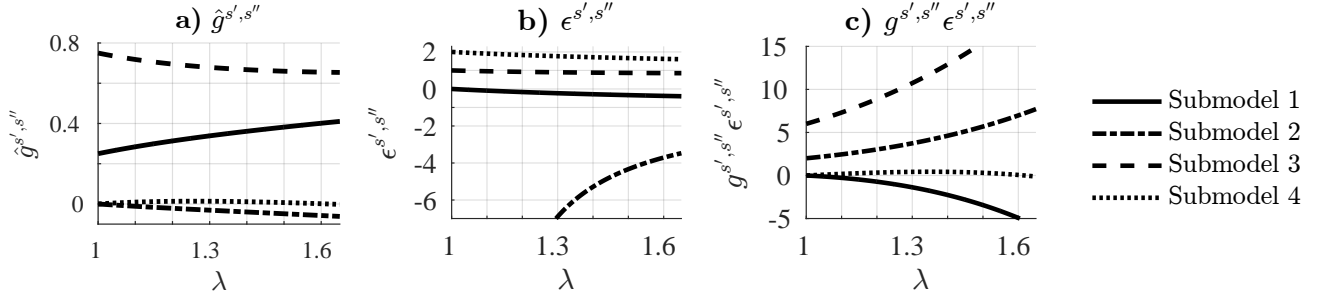 a) ĝ^{s′,s″}
0.8
0.4
0
ĝ^{s′,s″}
1
1.3
1.6
λ
b) ϵ^{s′,s″}
2
0
-2
-4
-6
ϵ^{s′,s″}
1
1.3
1.6
λ
c) g^{s′,s″} ϵ^{s′,s″}
15
10
5
0
-5
g^{s′,s″} ϵ^{s′,s″}
1
1.3
1.6
λ
Submodel 1
Submodel 2
Submodel 3
Submodel 4